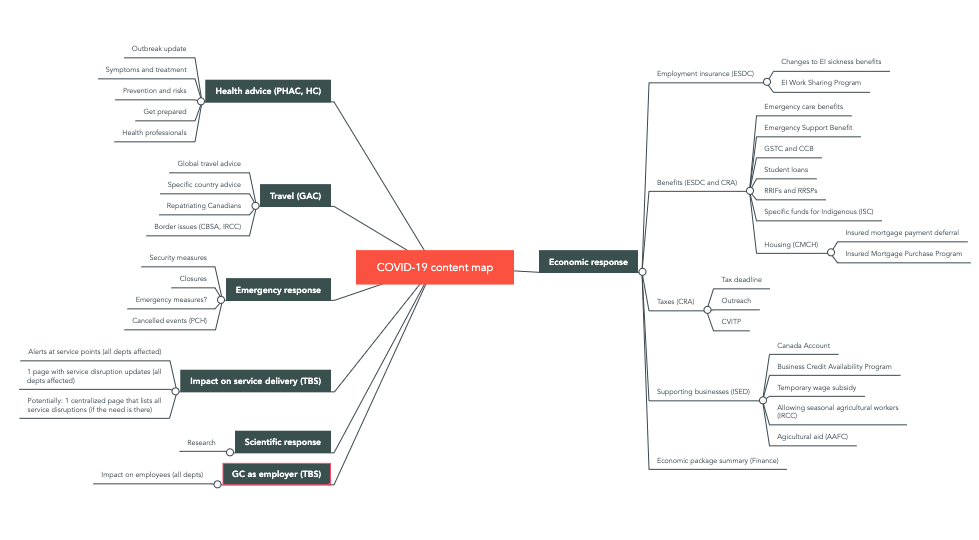 COVID-19 content map
Health advice (PHAC, HC)
Outbreak update
Symptoms and treatment
Prevention and risks
Get prepared
Health professionals
Travel (GAC)
Global travel advice
Specific country advice
Repatriating Canadians
Border issues (CBSA, IRCC)
Emergency response
Security measures
Closures
Emergency measures?
Cancelled events (PCH)
Impact on service delivery (TBS)
Alerts at service points (all depts affected)
1 page with service disruption updates (all
depts affected)
Potentially: 1 centralized page that lists all
service disruptions (if the need is there)
Scientific response
Research
GC as employer (TBS)
Impact on employees (all depts)
Economic response
Employment insurance (ESDC)
Changes to EI sickness benefits
EI Work Sharing Program
Benefits (ESDC and CRA)
Emergency care benefits
Emergency Support Benefit
GSTC and CCB
Student loans
RRIFs and RRSPs
Specific funds for Indigenous (ISC)
Housing (CMCH)
Insured mortgage payment deferral
Insured Mortgage Purchase Program
Taxes (CRA)
Tax deadline
Outreach
CVITP
Supporting businesses (ISED)
Canada Account
Business Credit Availability Program
Temporary wage subsidy
Allowing seasonal agricultural workers
(IRCC)
Agicultural aid (AAFC)
Economic package summary (Finance)